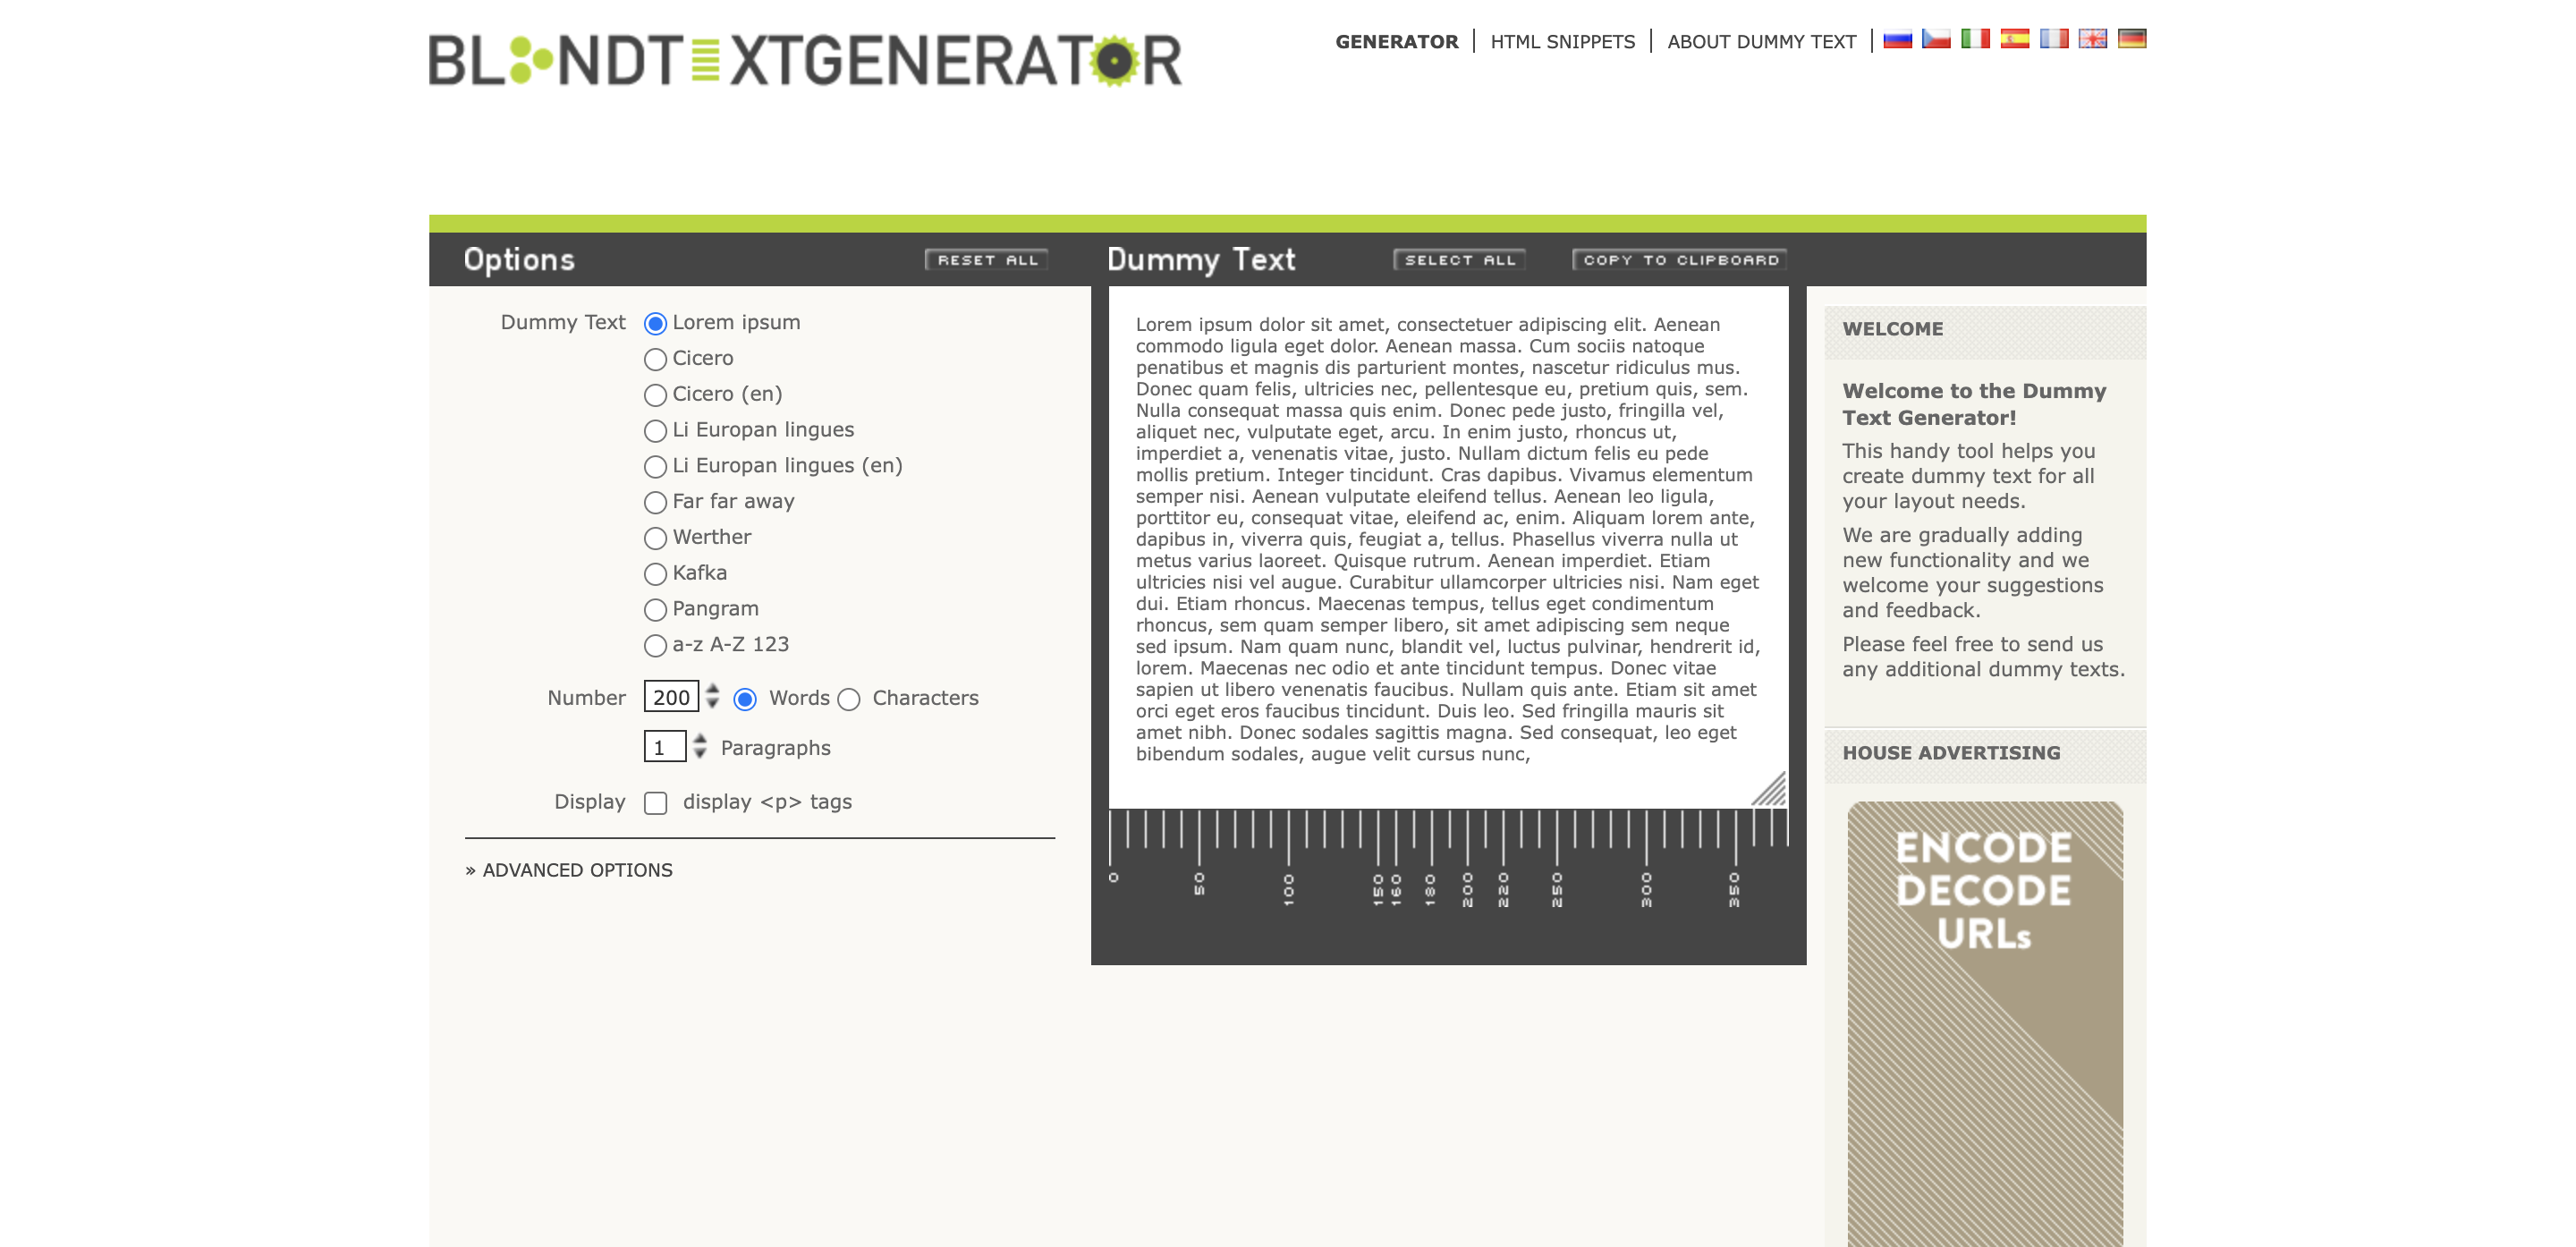 BLINDTEXTGENERATOR
GENERATOR
HTML SNIPPETS
ABOUT DUMMY TEXT
Options
RESET ALL
Dummy Text
Lorem ipsum
Cicero
Cicero (en)
Li Europan lingues
Li Europan lingues (en)
Far far away
Werther
Kafka
Pangram
a-z A-Z 123
Number
200
Words
Characters
1
Paragraphs
Display
display <p> tags
» ADVANCED OPTIONS
Dummy Text
SELECT ALL
COPY TO CLIPBOARD
Lorem ipsum dolor sit amet, consectetuer adipiscing elit. Aenean
commodo ligula eget dolor. Aenean massa. Cum sociis natoque
penatibus et magnis dis parturient montes, nascetur ridiculus mus.
Donec quam felis, ultricies nec, pellentesque eu, pretium quis, sem.
Nulla consequat massa quis enim. Donec pede justo, fringilla vel,
aliquet nec, vulputate eget, arcu. In enim justo, rhoncus ut,
imperdiet a, venenatis vitae, justo. Nullam dictum felis eu pede
mollis pretium. Integer tincidunt. Cras dapibus. Vivamus elementum
semper nisi. Aenean vulputate eleifend tellus. Aenean leo ligula,
porttitor eu, consequat vitae, eleifend ac, enim. Aliquam lorem ante,
dapibus in, viverra quis, feugiat a, tellus. Phasellus viverra nulla ut
metus varius laoreet. Quisque rutrum. Aenean imperdiet. Etiam
ultricies nisi vel augue. Curabitur ullamcorper ultricies nisi. Nam eget
dui. Etiam rhoncus. Maecenas tempus, tellus eget condimentum
rhoncus, sem quam semper libero, sit amet adipiscing sem neque
sed ipsum. Nam quam nunc, blandit vel, luctus pulvinar, hendrerit id,
lorem. Maecenas nec odio et ante tincidunt tempus. Donec vitae
sapien ut libero venenatis faucibus. Nullam quis ante. Etiam sit amet
orci eget eros faucibus tincidunt. Duis leo. Sed fringilla mauris sit
amet nibh. Donec sodales sagittis magna. Sed consequat, leo eget
bibendum sodales, augue velit cursus nunc,
0 50 100 150 160 180 200 220 250 300 350
WELCOME
Welcome to the Dummy
Text Generator!
This handy tool helps you
create dummy text for all
your layout needs.
We are gradually adding
new functionality and we
welcome your suggestions
and feedback.
Please feel free to send us
any additional dummy texts.
HOUSE ADVERTISING
ENCODE
DECODE
URLs